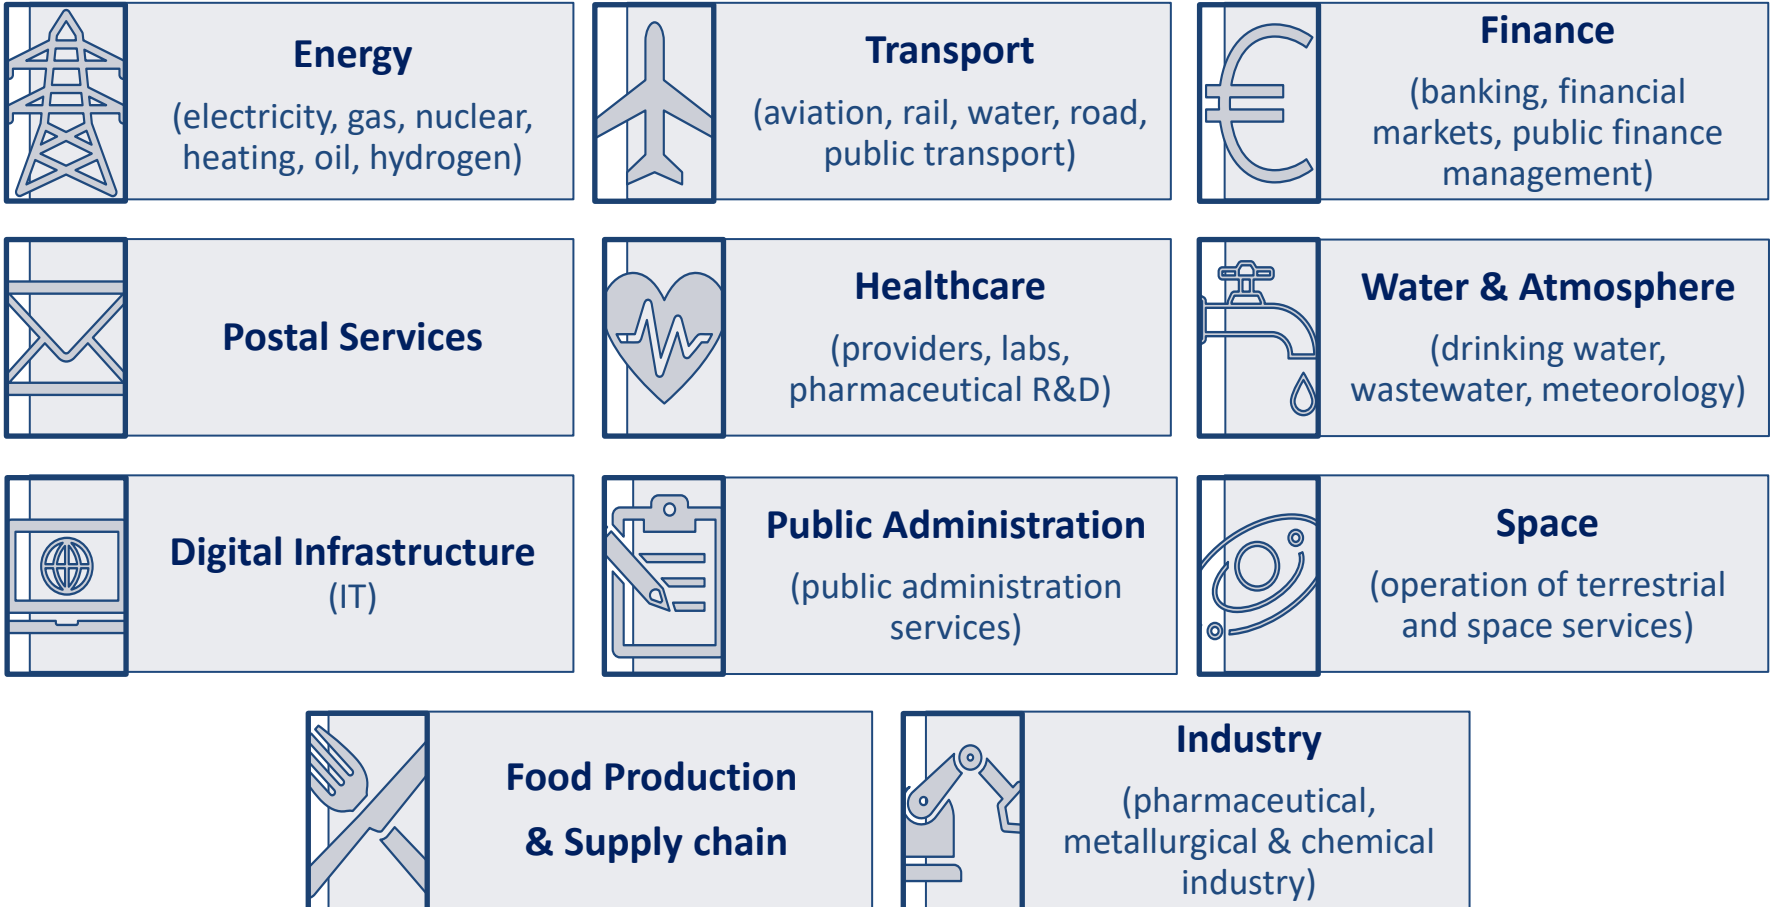 Energy
(electricity, gas, nuclear,
heating, oil, hydrogen)
Transport
(aviation, rail, water, road,
public transport)
Finance
(banking, financial
markets, public finance
management)
Postal Services
Healthcare
(providers, labs,
pharmaceutical R&D)
Water & Atmosphere
(drinking water,
wastewater, meteorology)
Digital Infrastructure
(IT)
Public Administration
(public administration
services)
Space
(operation of terrestrial
and space services)
Food Production
& Supply chain
Industry
(pharmaceutical,
metallurgical & chemical
industry)